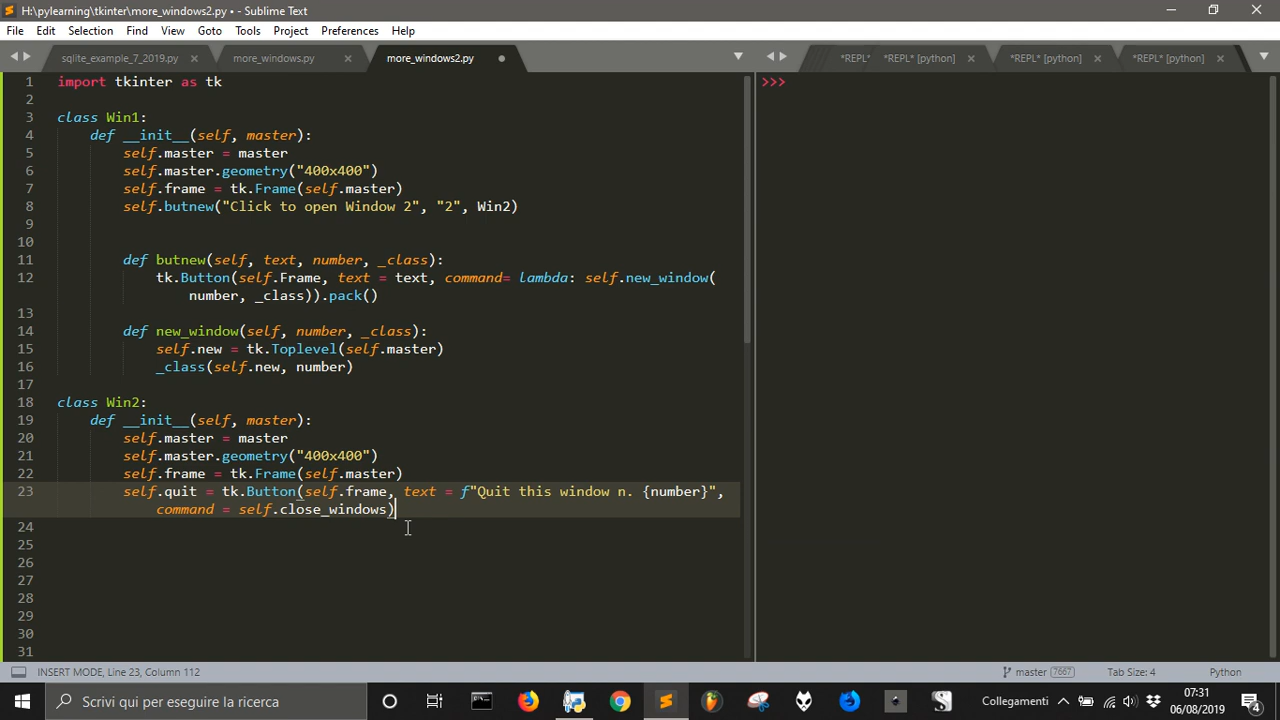 H:\pylearning\tkinter\more_windows2.py • - Sublime Text
File Edit Selection Find View Goto Tools Project Preferences Help
sqlite_example_7_2019.py × more_windows.py × more_windows2.py
*REPL* *REPL* [python] × *REPL* [python] × *REPL* [python] ×
1 import tkinter as tk
>>>
2
3 class Win1:
4 def __init__(self, master):
5 self.master = master
6 self.master.geometry("400x400")
7 self.frame = tk.Frame(self.master)
8 self.butnew("Click to open Window 2", "2", Win2)
9
10
11 def butnew(self, text, number, _class):
12 tk.Button(self.Frame, text = text, command= lambda: self.new_window(
number, _class)).pack()
13
14 def new_window(self, number, _class):
15 self.new = tk.Toplevel(self.master)
16 _class(self.new, number)
17
18 class Win2:
19 def __init__(self, master):
20 self.master = master
21 self.master.geometry("400x400")
22 self.frame = tk.Frame(self.master)
23 self.quit = tk.Button(self.frame, text = f"Quit this window n. {number}",
command = self.close_windows)
24
25
26
27
28
29
30
31
INSERT MODE, Line 23, Column 112
master 7667 Tab Size: 4 Python
Scrivi qui per eseguire la ricerca
Collegamenti
07:31
06/08/2019
4